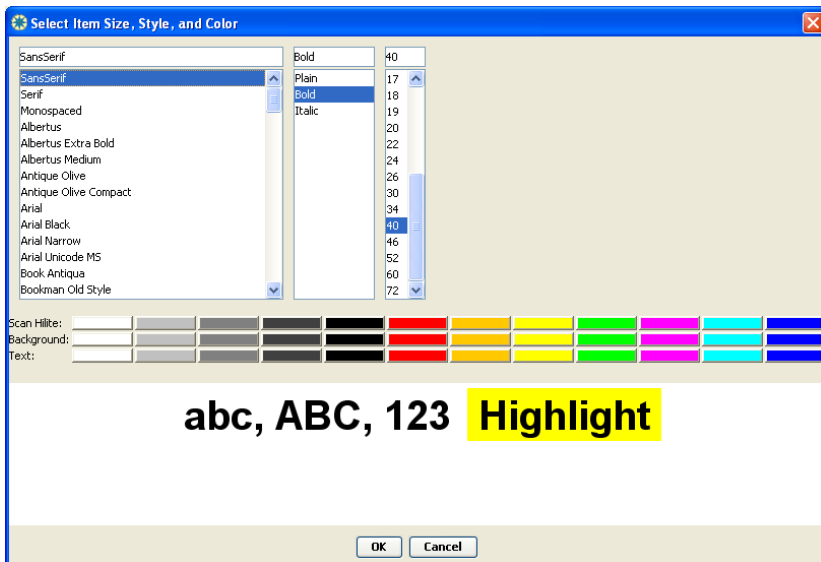 Select Item Size, Style, and Color
SansSerif
Bold
40
SansSerif
Serif
Monospaced
Albertus
Albertus Extra Bold
Albertus Medium
Antique Olive
Antique Olive Compact
Arial
Arial Black
Arial Narrow
Arial Unicode MS
Book Antiqua
Bookman Old Style
Plain
Bold
Italic
17
18
19
20
22
24
26
30
34
40
46
52
60
72
Scan Hilite:
Background:
Text:
abc, ABC, 123 Highlight
OK
Cancel